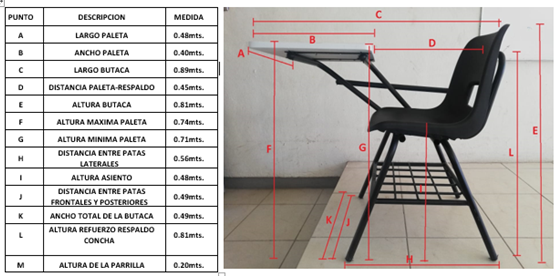 PUNTO DESCRIPCION MEDIDA
A LARGO PALETA 0.48mts.
B ANCHO PALETA 0.40mts.
C LARGO BUTACA 0.89mts.
D DISTANCIA PALETA-RESPALDO 0.45mts.
E ALTURA BUTACA 0.81mts.
F ALTURA MAXIMA PALETA 0.74mts.
G ALTURA MINIMA PALETA 0.71mts.
H DISTANCIA ENTRE PATAS LATERALES 0.56mts.
I ALTURA ASIENTO 0.48mts.
J DISTANCIA ENTRE PATAS FRONTALES Y POSTERIORES 0.49mts.
K ANCHO TOTAL DE LA BUTACA 0.49mts.
L ALTURA REFUERZO RESPALDO CONCHA 0.81mts.
M ALTURA DE LA PARRILLA 0.20mts.
C
B
A
D
E
F
G
L
I
K
J
H